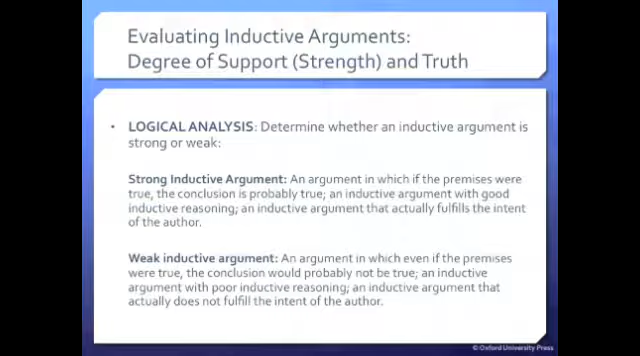 Evaluating Inductive Arguments:
Degree of Support (Strength) and Truth
• LOGICAL ANALYSIS: Determine whether an inductive argument is
strong or weak:
Strong Inductive Argument: An argument in which if the premises were
true, the conclusion is probably true; an inductive argument with good
inductive reasoning; an inductive argument that actually fulfills the intent
of the author.
Weak inductive argument: An argument in which even if the premises
were true, the conclusion would probably not be true; an inductive
argument with poor inductive reasoning; an inductive argument that
actually does not fulfill the intent of the author.
© Oxford University Press